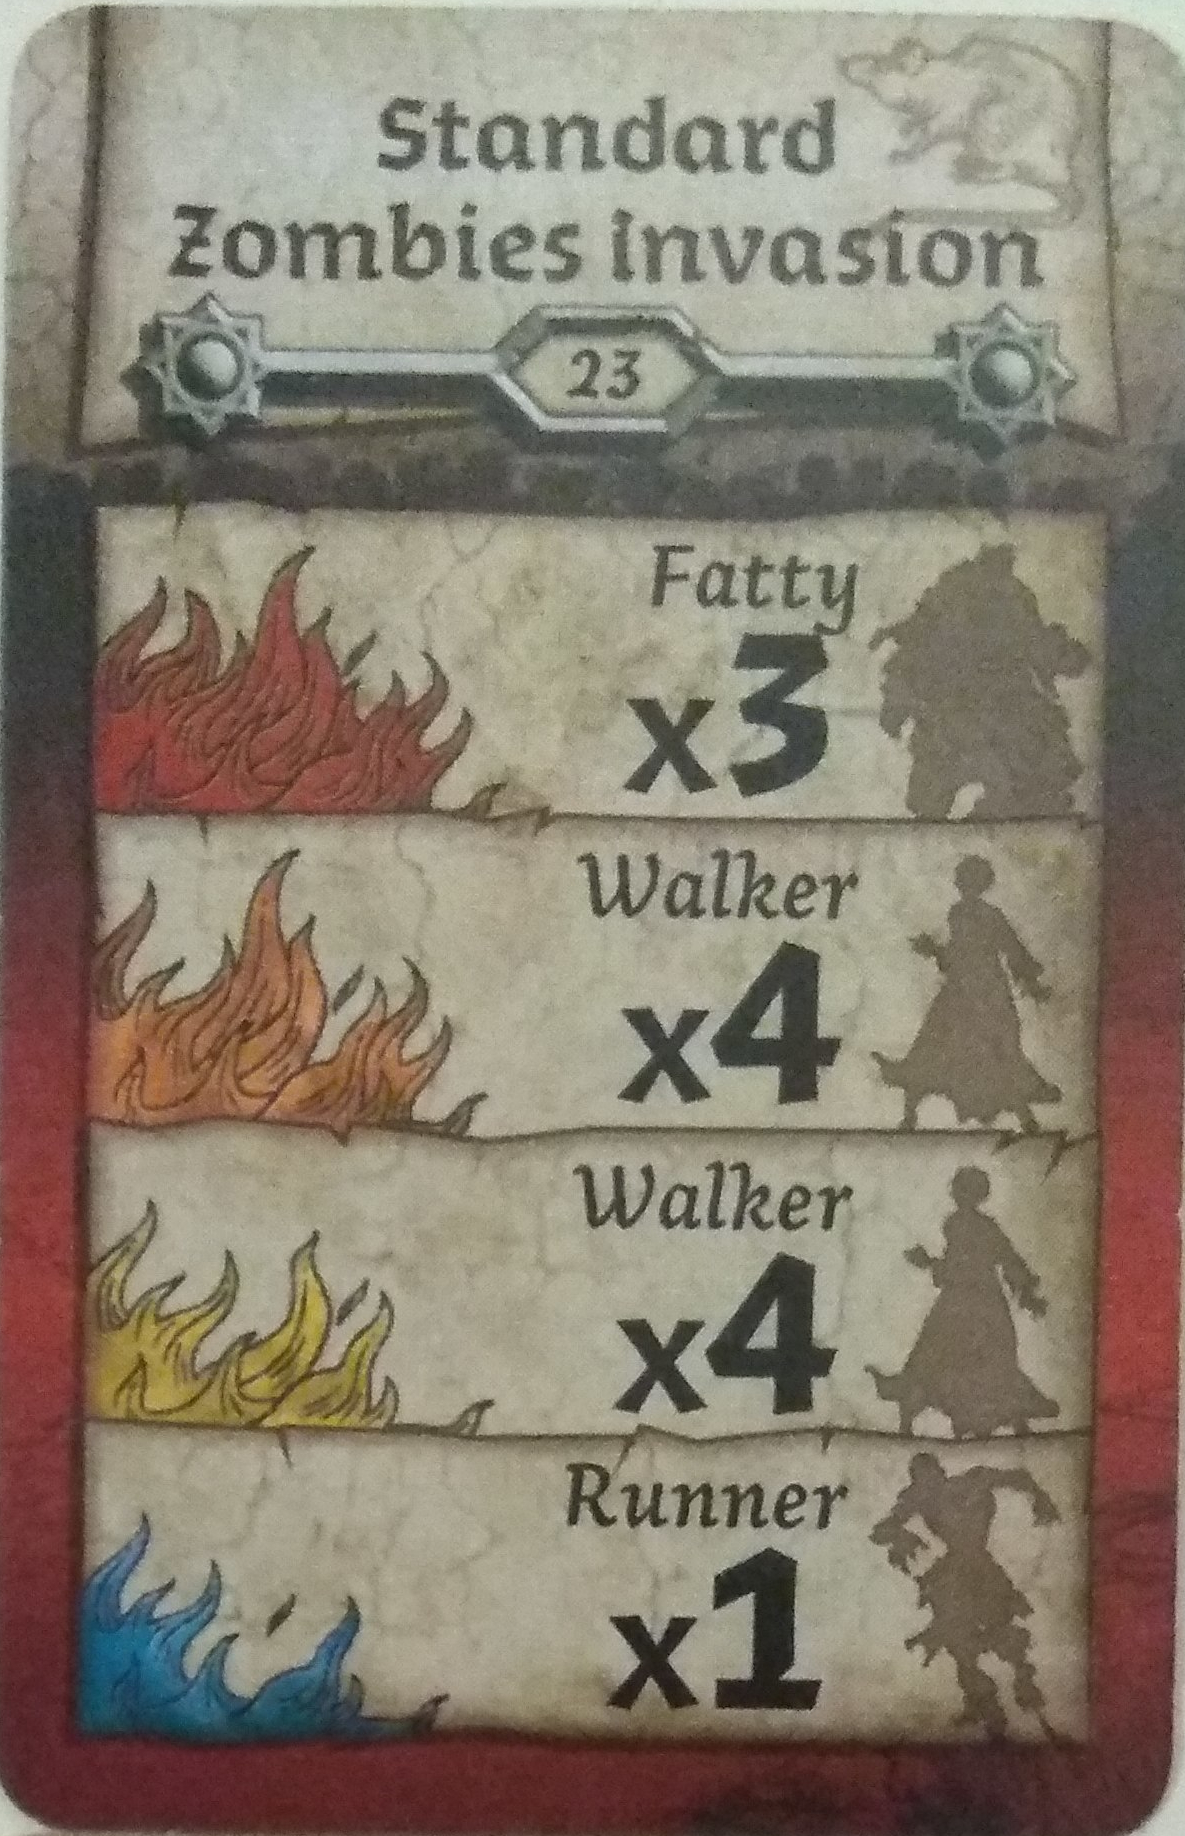 Standard
Zombies invasion
23
Fatty
x3
Walker
x4
Walker
x4
Runner
x1